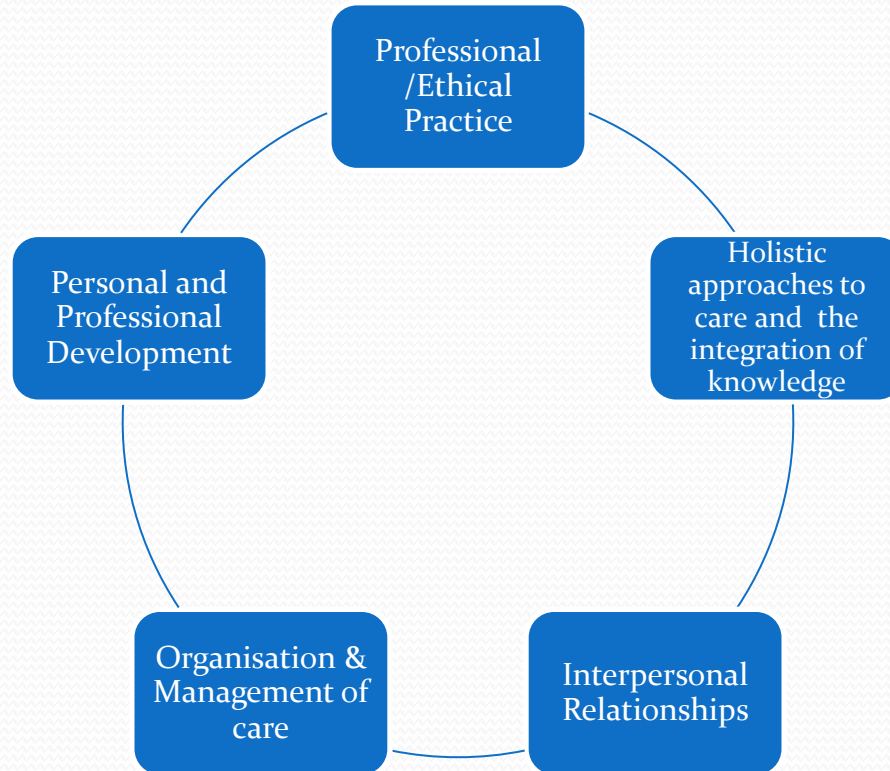 Professional
/Ethical
Practice
Holistic
approaches to
care and the
integration of
knowledge
Interpersonal
Relationships
Organisation &
Management of
care
Personal and
Professional
Development